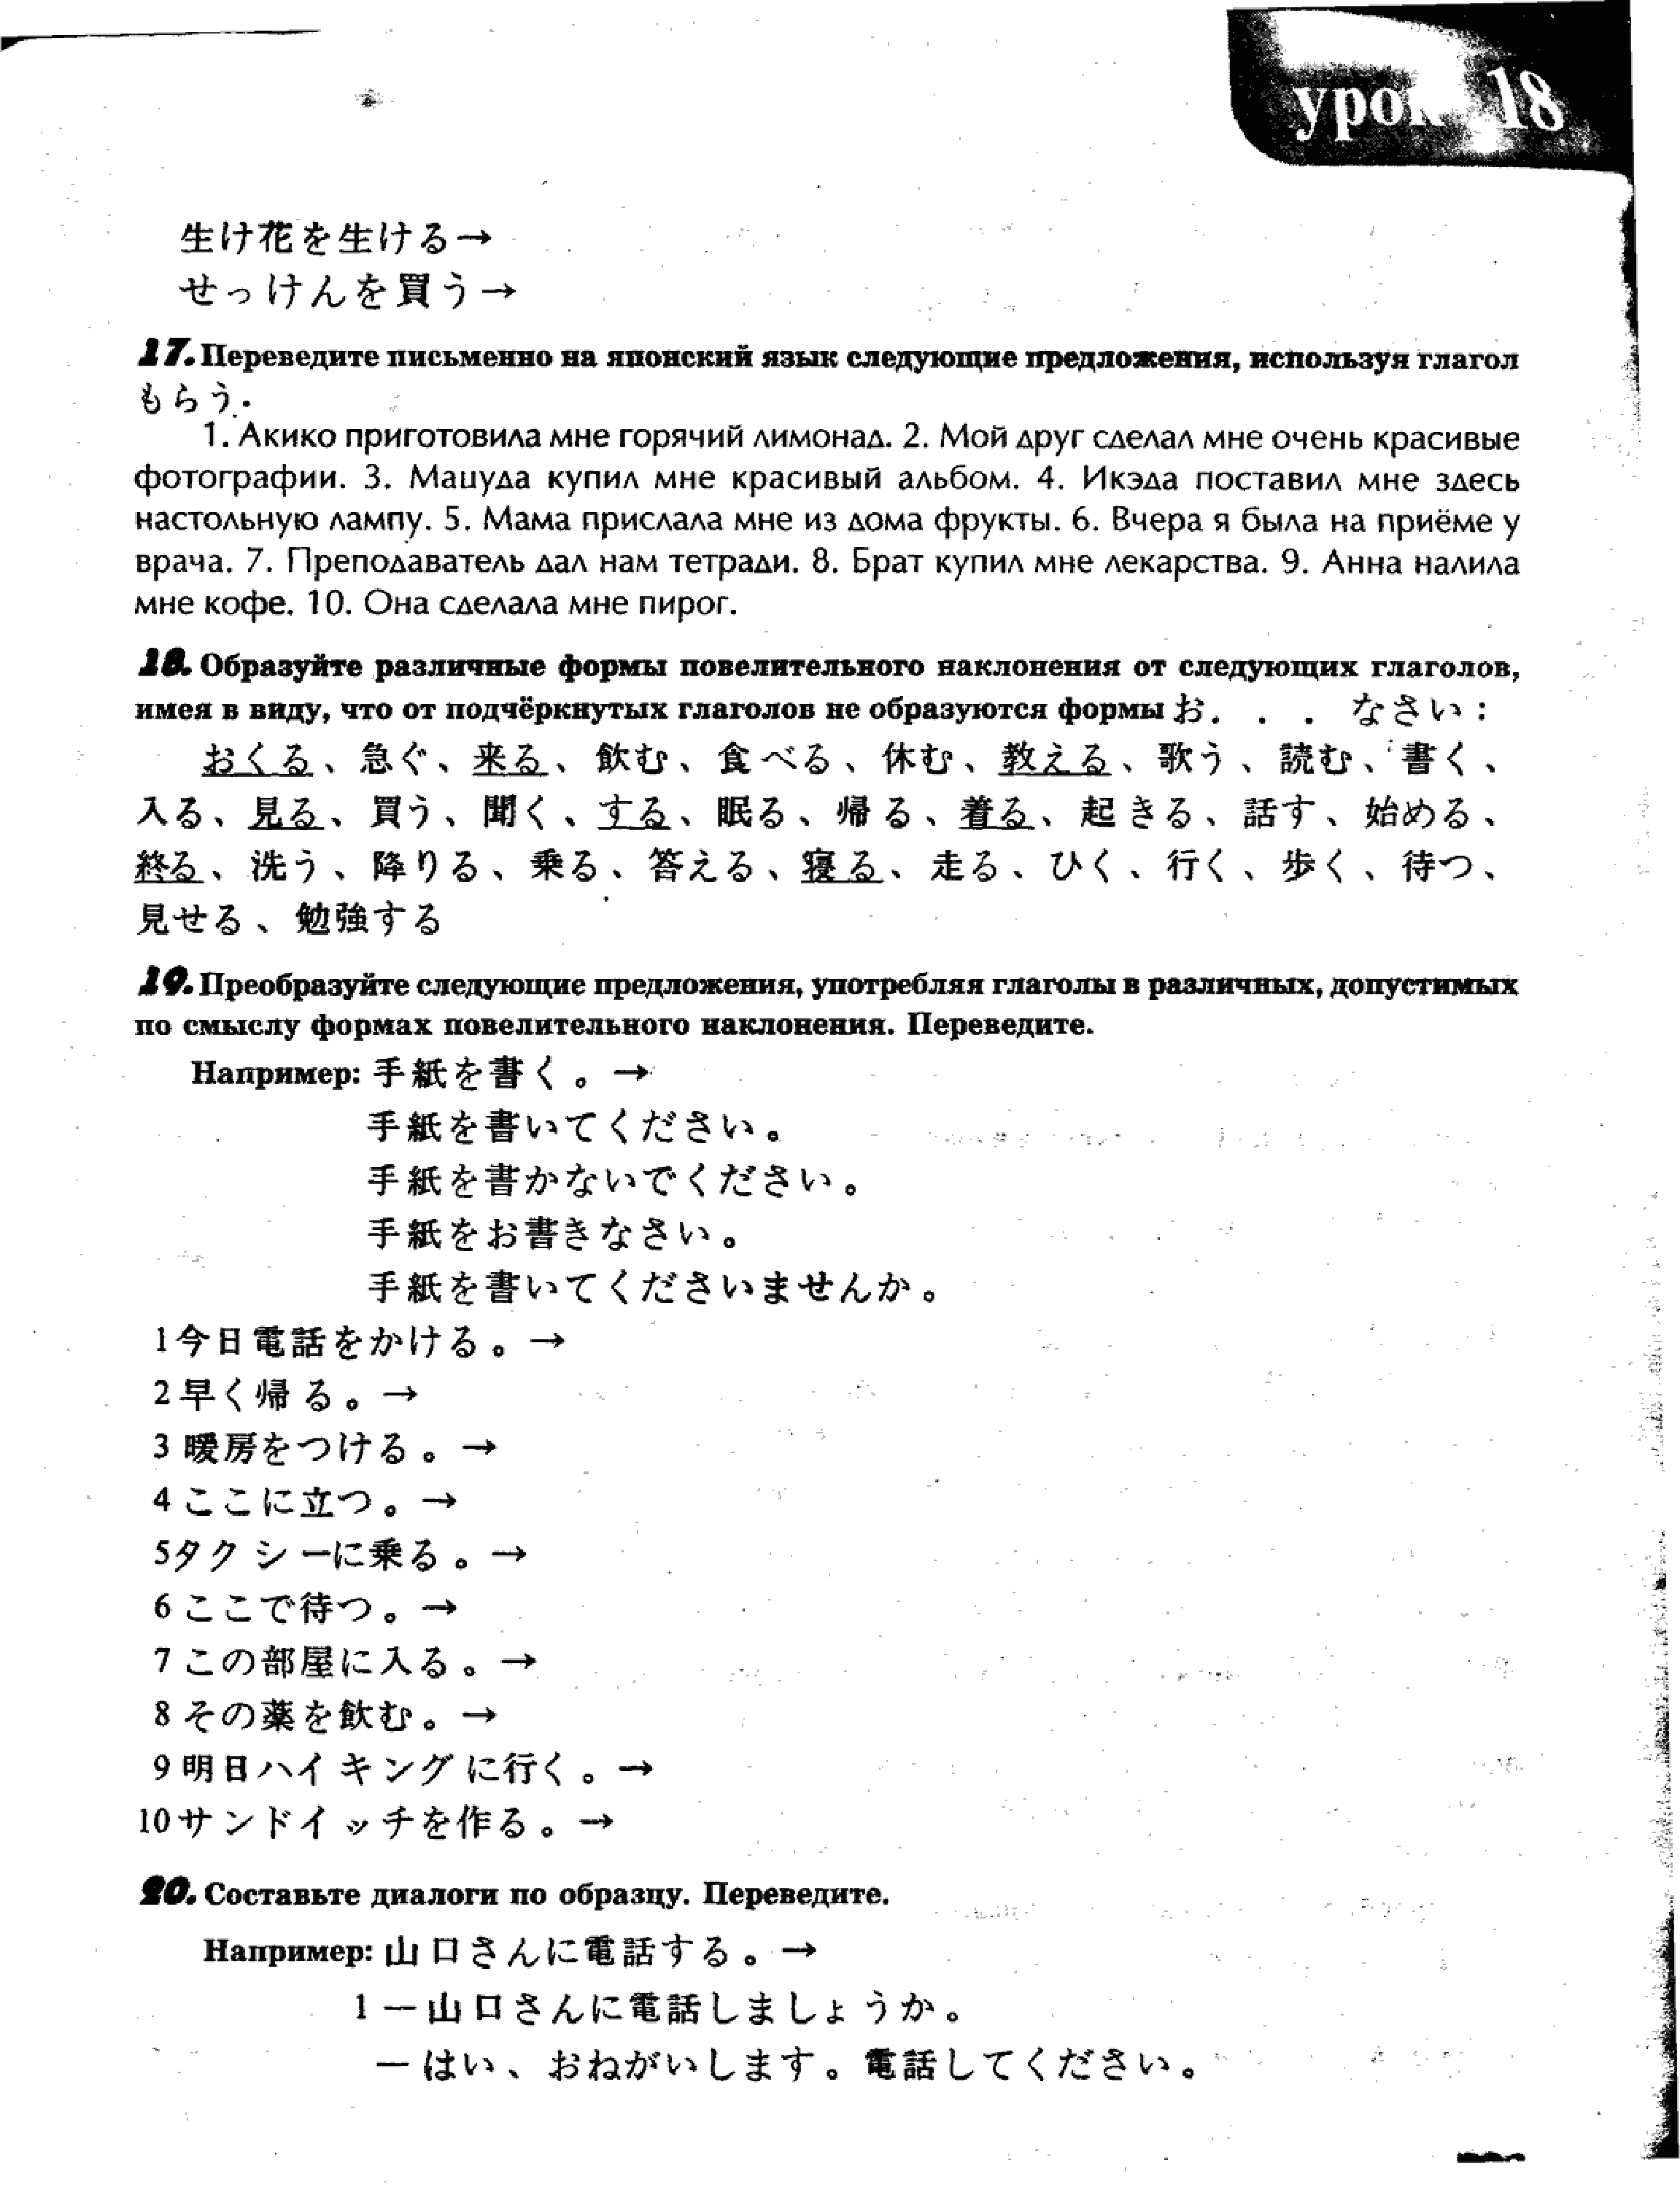 урок 18
生け花を生ける→
せっけんを買う→
17. Переведите письменно на японский язык следующие предложения, используя глагол
もらう.
1. Акико приготовила мне горячий лимонад. 2. Мой друг сделал мне очень красивые
фотографии. 3. Мацуда купил мне красивый альбом. 4. Икэда поставил мне здесь
настольную лампу. 5. Мама прислала мне из дома фрукты. 6. Вчера я была на приёме у
врача. 7. Преподаватель дал нам тетради. 8. Брат купил мне лекарства. 9. Анна налила
мне кофе. 10. Она сделала мне пирог.
18. Образуйте различные формы повелительного наклонения от следующих глаголов,
имея в виду, что от подчёркнутых глаголов не образуются формы お. . . なさい:
おくる、急ぐ、来る、飲む、食べる、休む、教える、歌う、読む、書く、
入る、見る、買う、聞く、する、眠る、帰る、着る、起きる、話す、始める、
終る、洗う、降りる、乗る、答える、寝る、走る、ひく、行く、歩く、待つ、
見せる、勉強する
19. Преобразуйте следующие предложения, употребляя глаголы в различных, допустимых
по смыслу формах повелительного наклонения. Переведите.
Например: 手紙を書く。→
手紙を書いてください。
手紙を書かないでください。
手紙をお書きなさい。
手紙を書いてくださいませんか。
1今日電話をかける。→
2早く帰る。→
3 暖房をつける。→
4ここに立つ。→
5タクシーに乗る。→
6ここで待つ。→
7この部屋に入る。→
8その薬を飲む。→
9明日ハイキングに行く。→
10サンドイッチを作る。→
20. Составьте диалоги по образцу. Переведите.
Например: 山口さんに電話する。→
1 ー山口さんに電話しましょうか。
ーはい、おねがいします。電話してください。